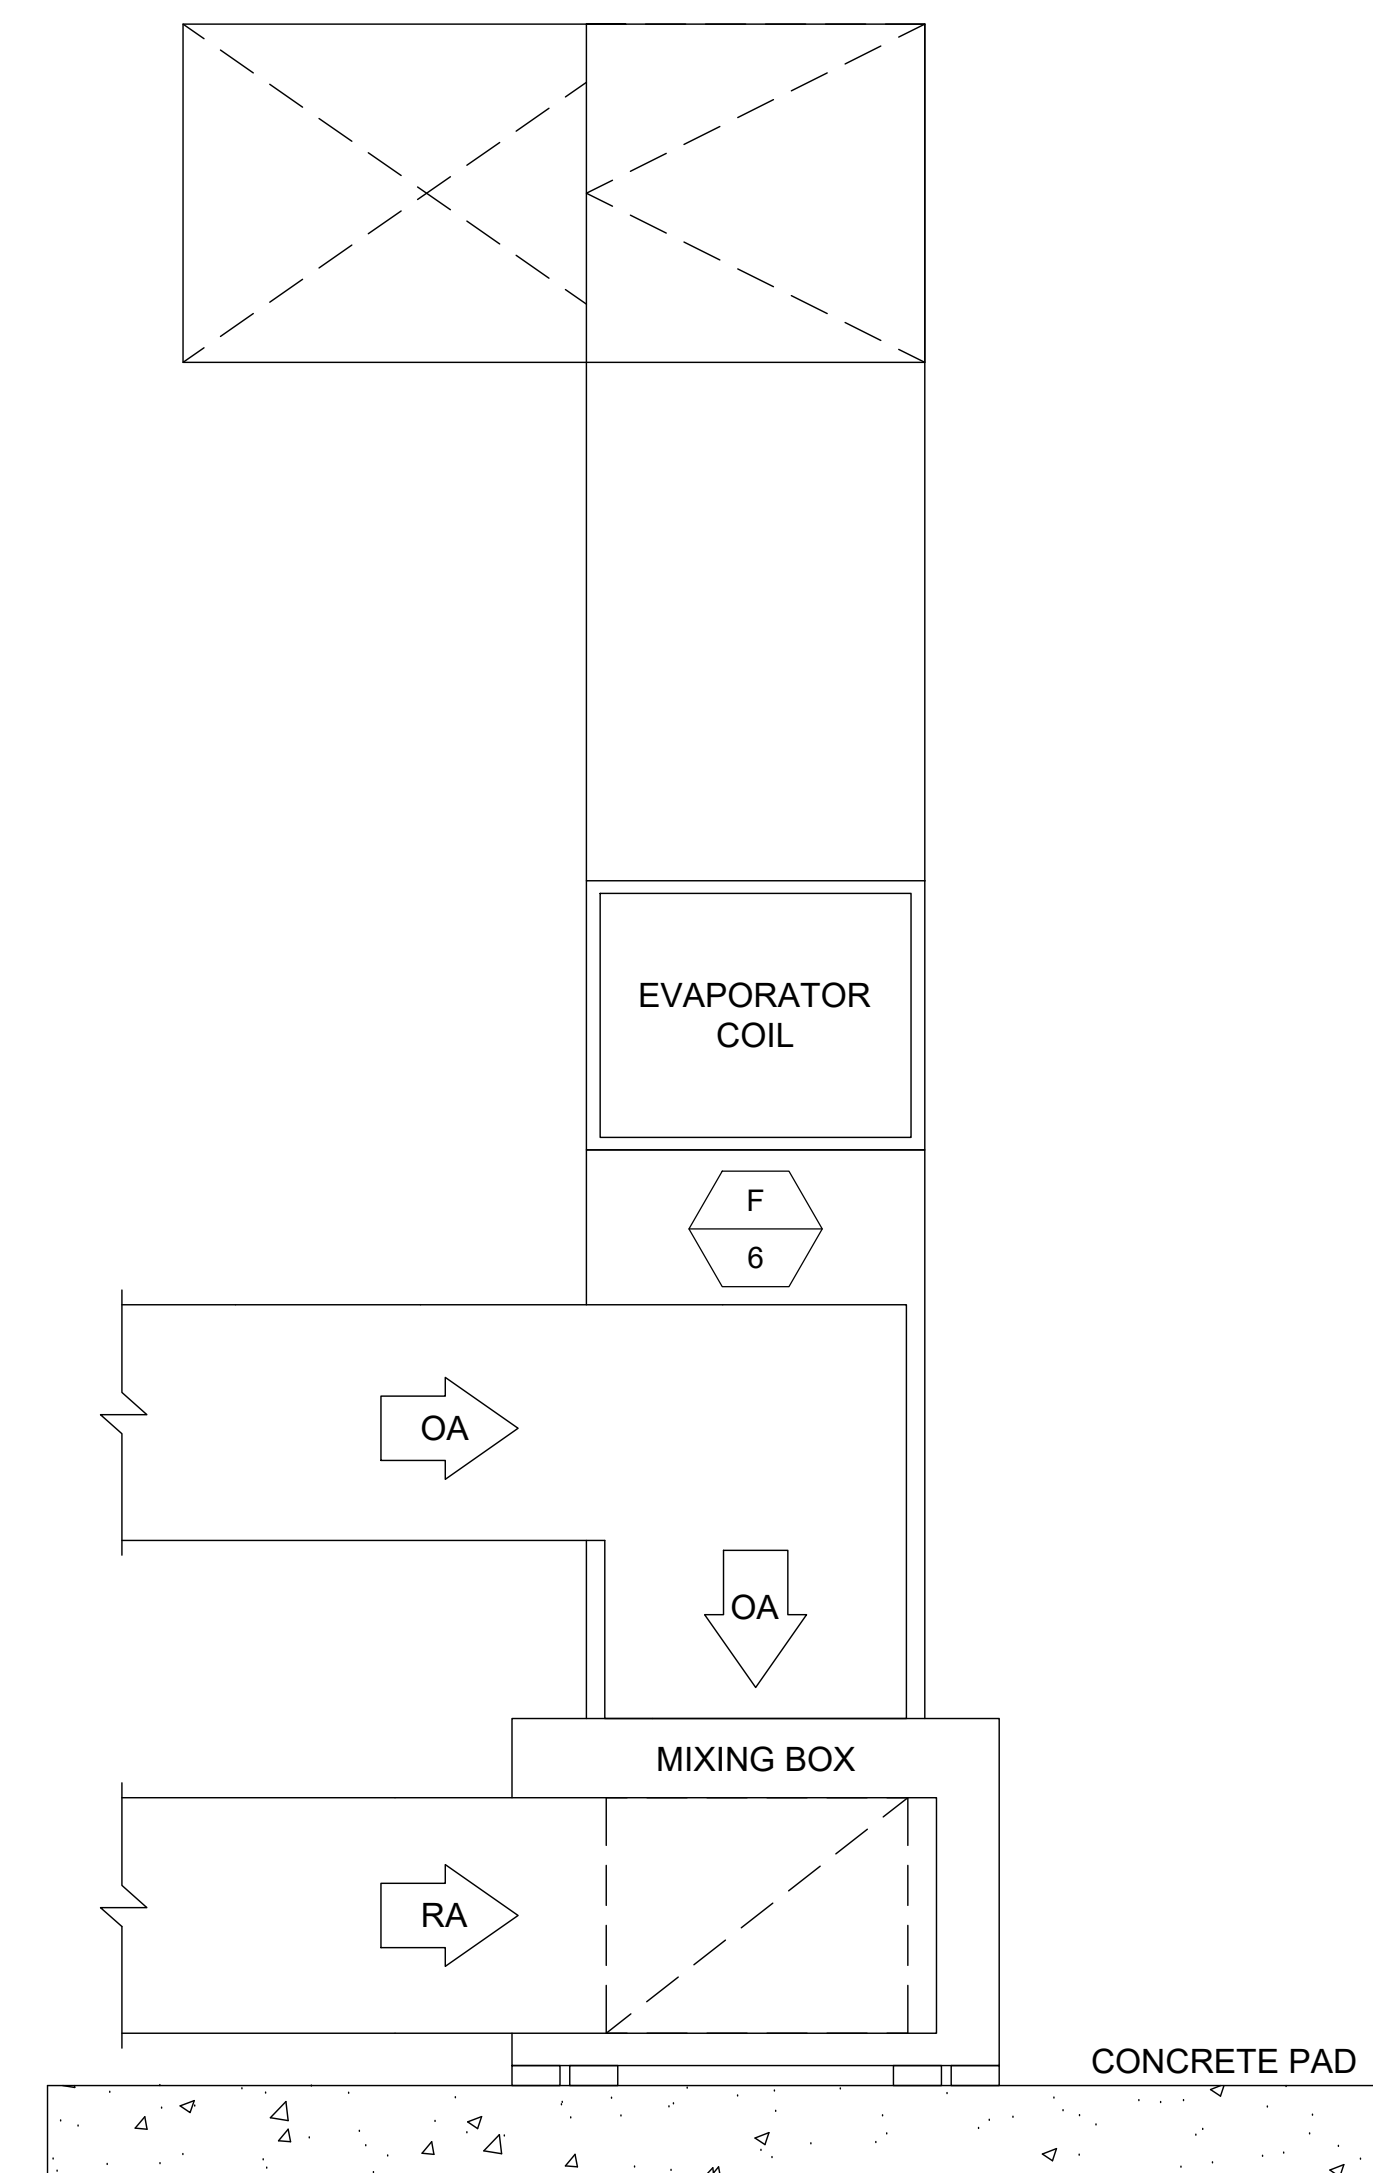 EVAPORATOR
COIL
F
6
OA
OA
MIXING BOX
RA
CONCRETE PAD